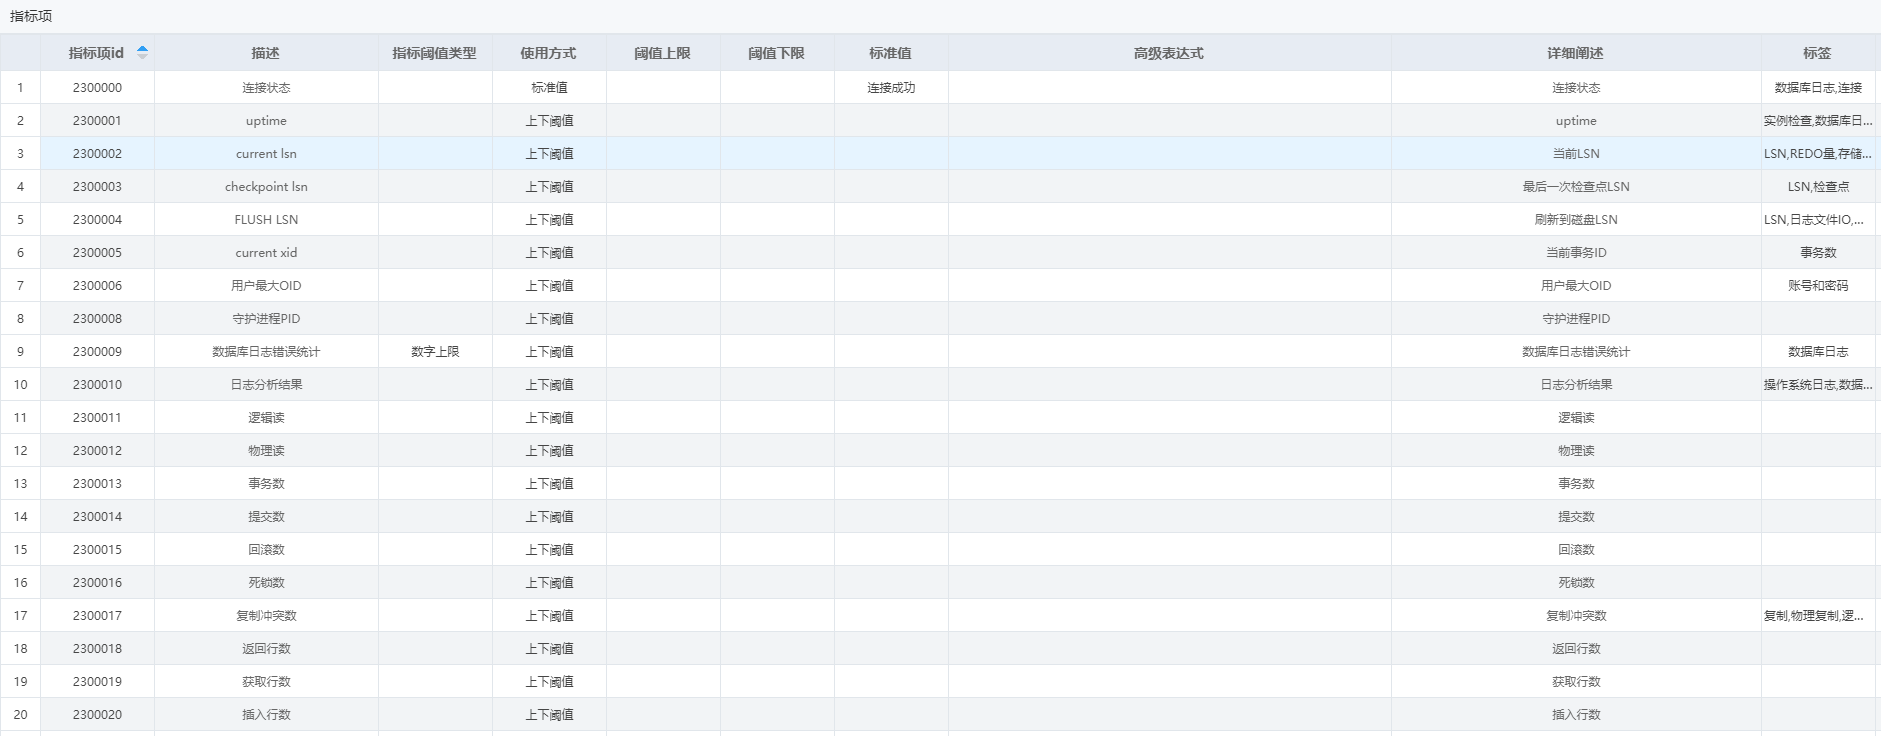 指标项
指标项id 描述 指标阈值类型 使用方式 阈值上限 阈值下限 标准值 高级表达式 详细阐述 标签
1 2300000 连接状态 标准值 连接成功 连接状态 数据库日志,连接
2 2300001 uptime 上下阈值 uptime 实例检查,数据库日...
3 2300002 current lsn 上下阈值 当前LSN LSN,REDO量,存储...
4 2300003 checkpoint lsn 上下阈值 最后一次检查点LSN LSN,检查点
5 2300004 FLUSH LSN 上下阈值 刷新到磁盘LSN LSN,日志文件IO,...
6 2300005 current xid 上下阈值 当前事务ID 事务数
7 2300006 用户最大OID 上下阈值 用户最大OID 账号和密码
8 2300008 守护进程PID 上下阈值 守护进程PID
9 2300009 数据库日志错误统计 数字上限 上下阈值 数据库日志错误统计 数据库日志
10 2300010 日志分析结果 上下阈值 日志分析结果 操作系统日志,数据...
11 2300011 逻辑读 上下阈值 逻辑读
12 2300012 物理读 上下阈值 物理读
13 2300013 事务数 上下阈值 事务数
14 2300014 提交数 上下阈值 提交数
15 2300015 回滚数 上下阈值 回滚数
16 2300016 死锁数 上下阈值 死锁数
17 2300017 复制冲突数 上下阈值 复制冲突数 复制,物理复制,逻...
18 2300018 返回行数 上下阈值 返回行数
19 2300019 获取行数 上下阈值 获取行数
20 2300020 插入行数 上下阈值 插入行数